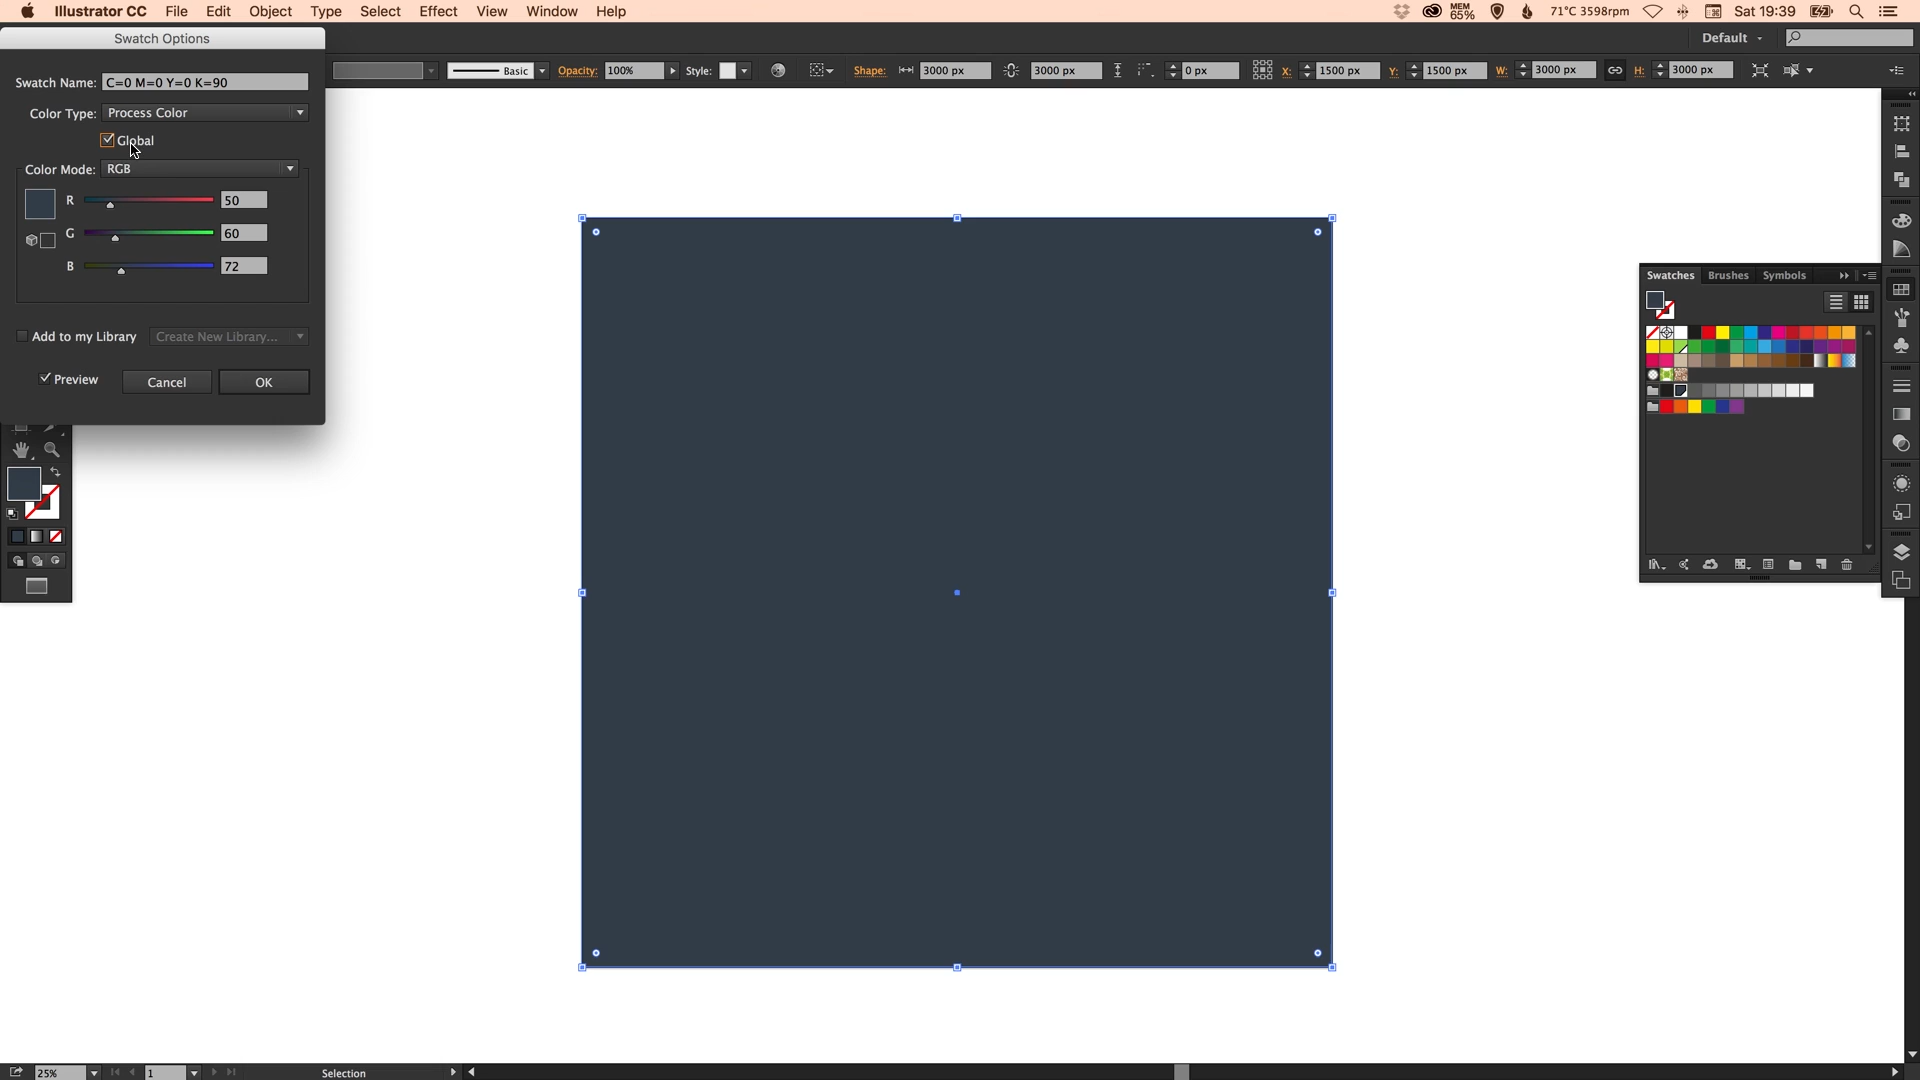 Illustrator CC File Edit Object Type Select Effect View Window Help MEM 65% 71°C 3598rpm Sat 19:39
Swatch Options
Default
Basic Opacity: 100% Style: Shape: 3000 px 3000 px 0 px X: 1500 px Y: 1500 px W: 3000 px H: 3000 px
Swatch Name: C=0 M=0 Y=0 K=90
Color Type: Process Color
Global
Color Mode: RGB
R 50
G 60
B 72
Add to my Library Create New Library...
Preview Cancel OK
Swatches Brushes Symbols
25% 1 Selection